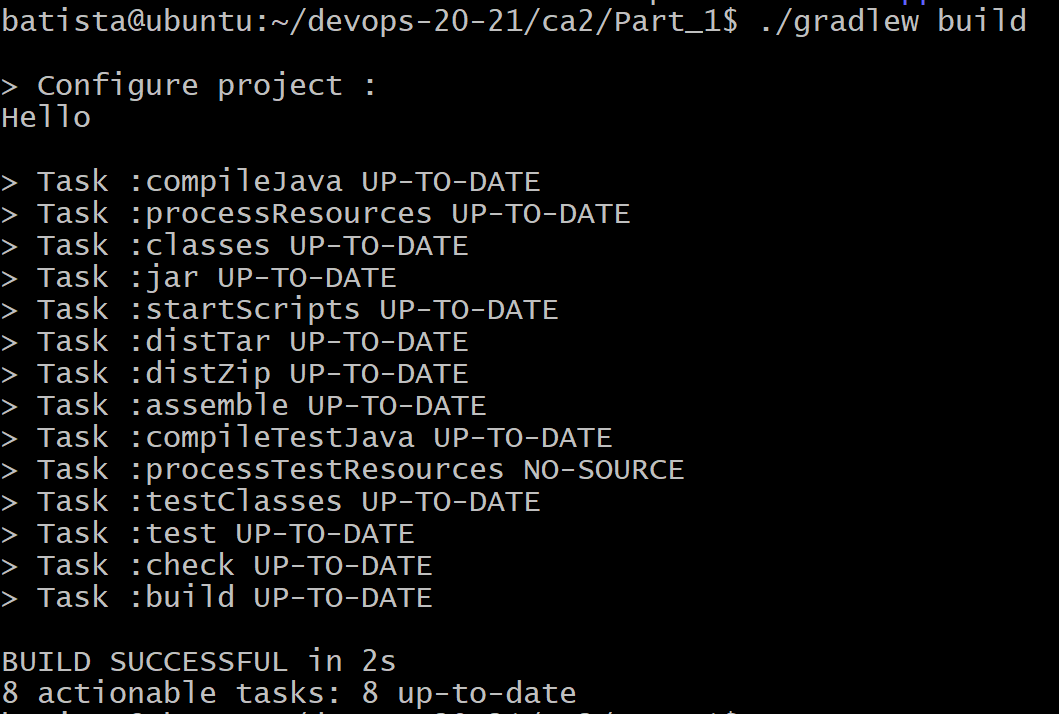 batista@ubuntu:~/devops-20-21/ca2/Part_1$ ./gradlew build
> Configure project :
Hello
> Task :compileJava UP-TO-DATE
> Task :processResources UP-TO-DATE
> Task :classes UP-TO-DATE
> Task :jar UP-TO-DATE
> Task :startScripts UP-TO-DATE
> Task :distTar UP-TO-DATE
> Task :distZip UP-TO-DATE
> Task :assemble UP-TO-DATE
> Task :compileTestJava UP-TO-DATE
> Task :processTestResources NO-SOURCE
> Task :testClasses UP-TO-DATE
> Task :test UP-TO-DATE
> Task :check UP-TO-DATE
> Task :build UP-TO-DATE
BUILD SUCCESSFUL in 2s
8 actionable tasks: 8 up-to-date